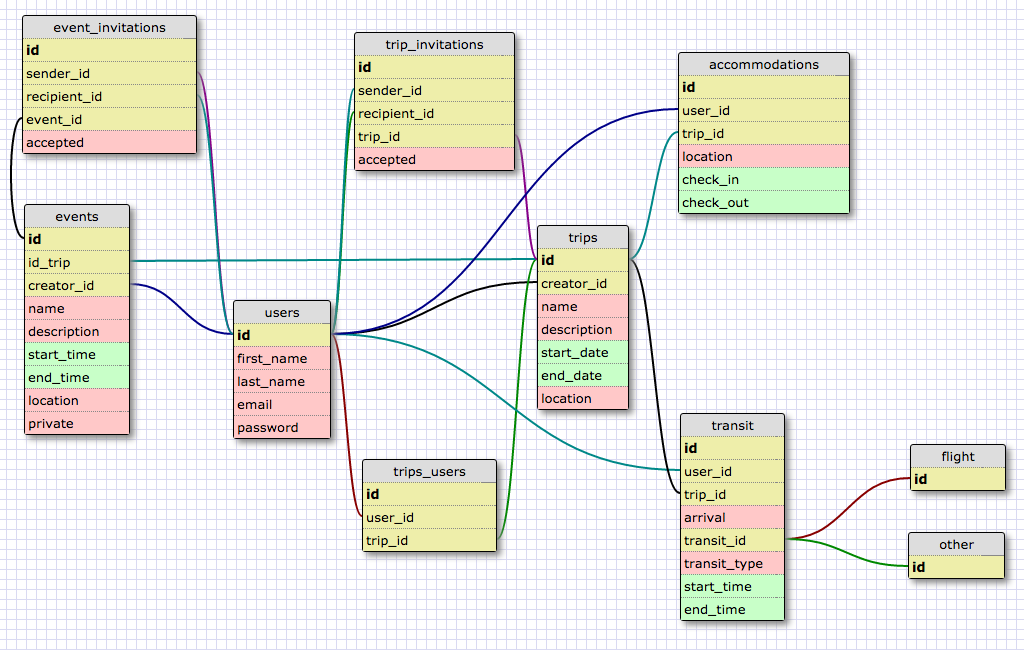 event_invitations
id
sender_id
recipient_id
event_id
accepted
trip_invitations
id
sender_id
recipient_id
trip_id
accepted
accommodations
id
user_id
trip_id
location
check_in
check_out
events
id
id_trip
creator_id
name
description
start_time
end_time
location
private
users
id
first_name
last_name
email
password
trips
id
creator_id
name
description
start_date
end_date
location
trips_users
id
user_id
trip_id
transit
id
user_id
trip_id
arrival
transit_id
transit_type
start_time
end_time
flight
id
other
id